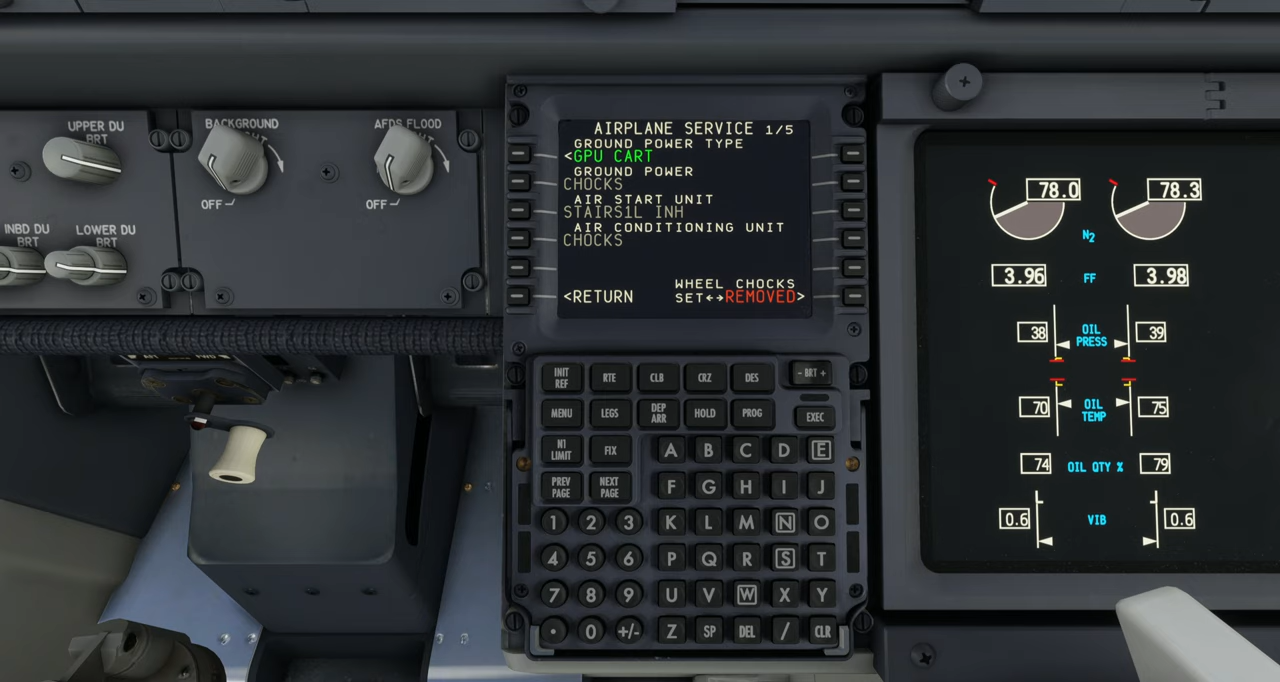 UPPER DU
BRT
BACKGROUND
AFDS FLOOD
OFF
OFF
INBD DU
BRT
LOWER DU
BRT
AIRPLANE SERVICE 1/5
GROUND POWER TYPE
<GPU CART
GROUND POWER
CHOCKS
AIR START UNIT
STAIRS1L INH
AIR CONDITIONING UNIT
CHOCKS
WHEEL CHOCKS
<RETURN SET←→REMOVED>
INIT REF
RTE
CLB
CRZ
DES
- BRT +
MENU
LEGS
DEP ARR
HOLD
PROG
EXEC
N1 LIMIT
FIX
A B C D E
PREV PAGE
NEXT PAGE
F G H I J
1 2 3 K L M N O
4 5 6 P Q R S T
7 8 9 U V W X Y
. 0 +/- Z SP DEL / CLR
78.0 78.3
N2
3.96 FF 3.98
38 OIL PRESS 39
70 OIL TEMP 75
74 OIL QTY % 79
0.6 VIB 0.6